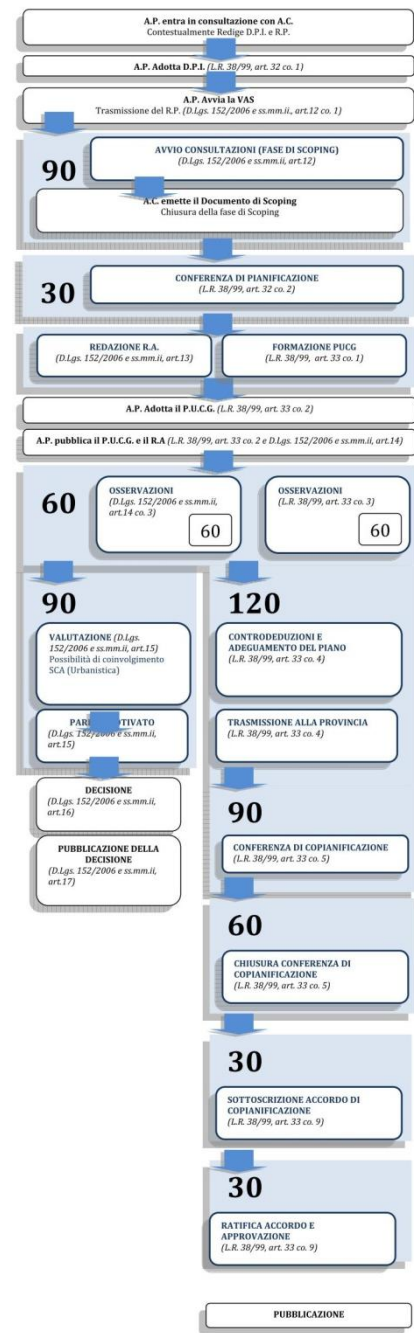 A.P. entra in consultazione con A.C.
Contestualmente Redige D.P.I. e R.P.
A.P. Adotta D.P.I. (L.R. 38/99, art. 32 co. 1)
A.P. Avvia la VAS
Trasmissione del R.P. (D.Lgs. 152/2006 e ss.mm.ii., art.12 co. 1)
90
AVVIO CONSULTAZIONI (FASE DI SCOPING)
(D.Lgs. 152/2006 e ss.mm.ii, art.12)
A.C. emette il Documento di Scoping
Chiusura della fase di Scoping
30
CONFERENZA DI PIANIFICAZIONE
(L.R. 38/99, art. 32 co. 2)
REDAZIONE R.A.
(D.Lgs. 152/2006 e ss.mm.ii, art.13)
FORMAZIONE PUCG
(L.R. 38/99, art. 33 co. 1)
A.P. Adotta il P.U.C.G. (L.R. 38/99, art. 33 co. 2)
A.P. pubblica il P.U.C.G. e il R.A (L.R. 38/99, art. 33 co. 2 e D.Lgs. 152/2006 e ss.mm.ii, art.14)
60
OSSERVAZIONI
(D.Lgs. 152/2006 e ss.mm.ii,
art.14 co. 3)
60
OSSERVAZIONI
(L.R. 38/99, art. 33 co. 3)
60
90
VALUTAZIONE (D.Lgs.
152/2006 e ss.mm.ii, art.15)
Possibilità di coinvolgimento
SCA (Urbanistica)
(D.Lgs. 152/2006 e ss.mm.ii,
art.15)
DECISIONE
(D.Lgs. 152/2006 e ss.mm.ii,
art.16)
PUBBLICAZIONE DELLA
DECISIONE
(D.Lgs. 152/2006 e ss.mm.ii,
art.17)
120
CONTRODEDUZIONI E
ADEGUAMENTO DEL PIANO
(L.R. 38/99, art. 33 co. 4)
TRASMISSIONE ALLA PROVINCIA
(L.R. 38/99, art. 33 co. 4)
90
CONFERENZA DI COPIANIFICAZIONE
(L.R. 38/99, art. 33 co. 5)
60
CHIUSURA CONFERENZA DI
COPIANIFICAZIONE
(L.R. 38/99, art. 33 co. 5)
30
SOTTOSCRIZIONE ACCORDO DI
COPIANIFICAZIONE
(L.R. 38/99, art. 33 co. 9)
30
RATIFICA ACCORDO E
APPROVAZIONE
(L.R. 38/99, art. 33 co. 9)
PUBBLICAZIONE